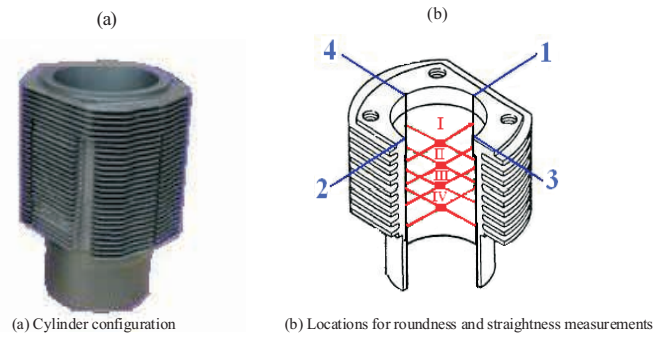 (a)
(b)
4
1
I
II
III
IV
2
3
(a) Cylinder configuration
(b) Locations for roundness and straightness measurements